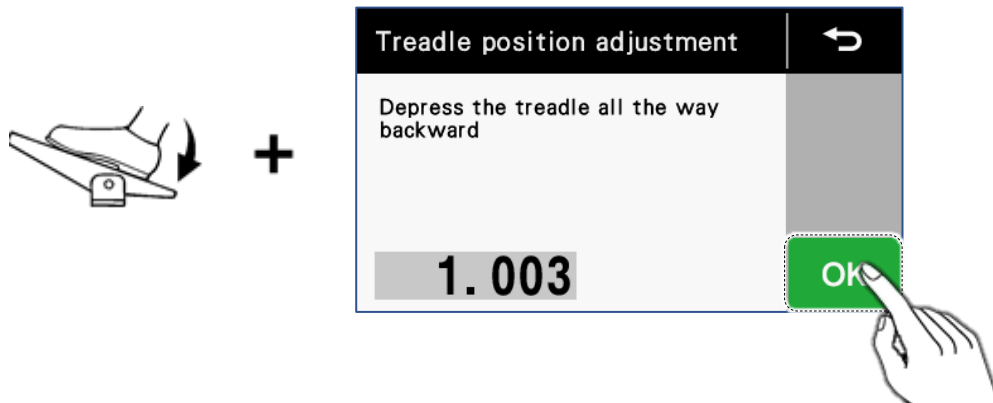 Treadle position adjustment
Depress the treadle all the way
backward
+
1.003
OK